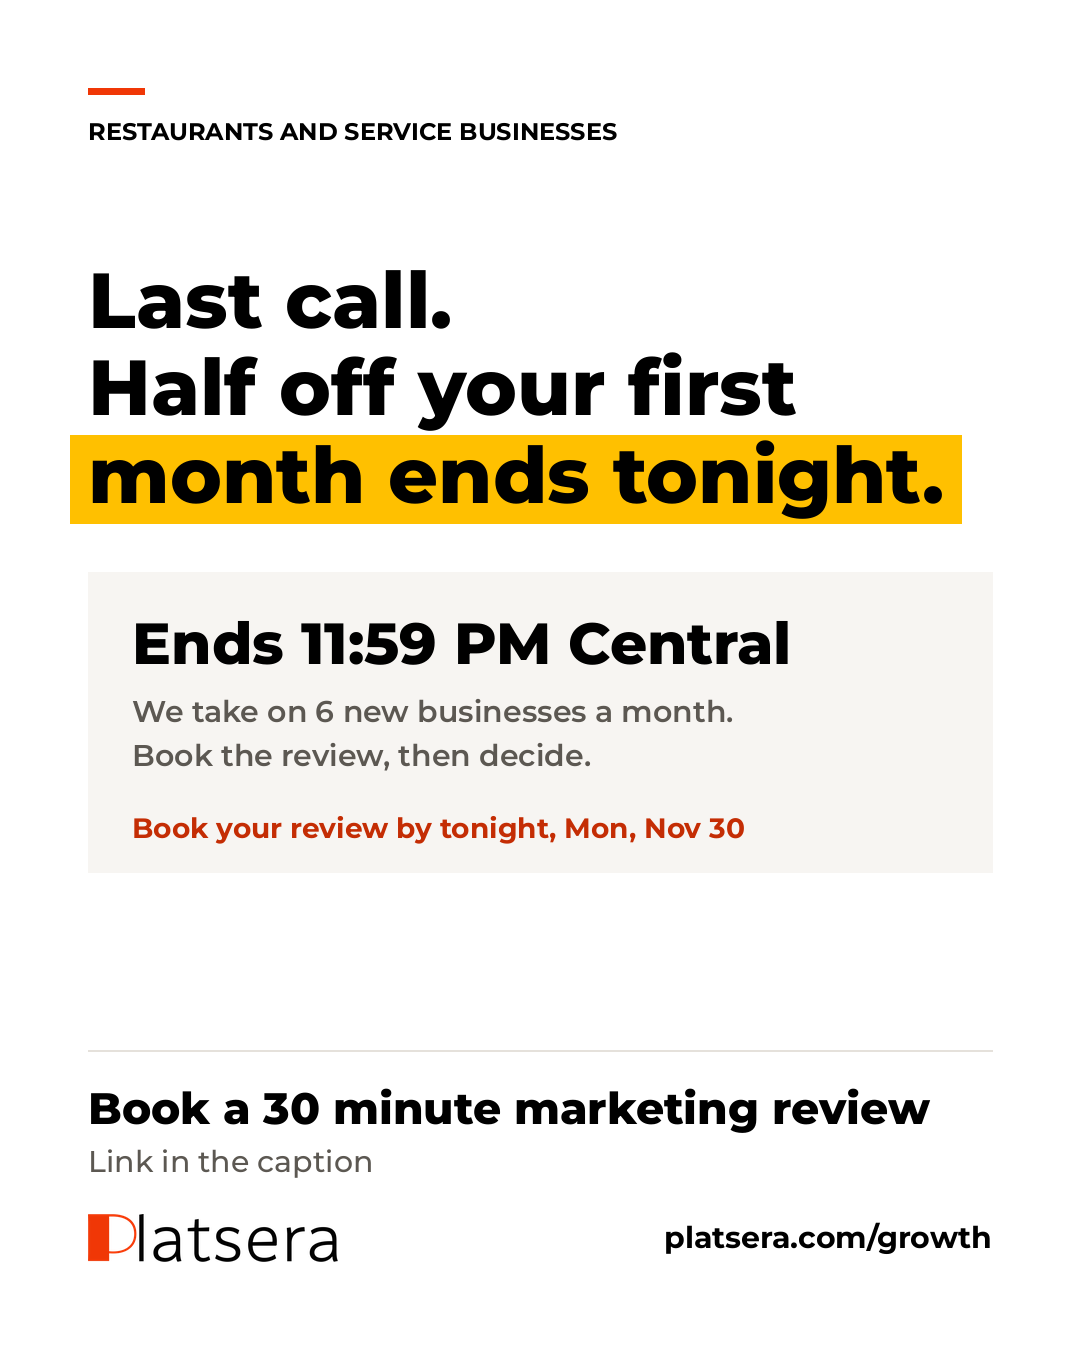 RESTAURANTS AND SERVICE BUSINESSES
Last call.
Half off your first
month ends tonight.
Ends 11:59 PM Central
We take on 6 new businesses a month.
Book the review, then decide.
Book your review by tonight, Mon, Nov 30
Book a 30 minute marketing review
Link in the caption
Platsera
platsera.com/growth